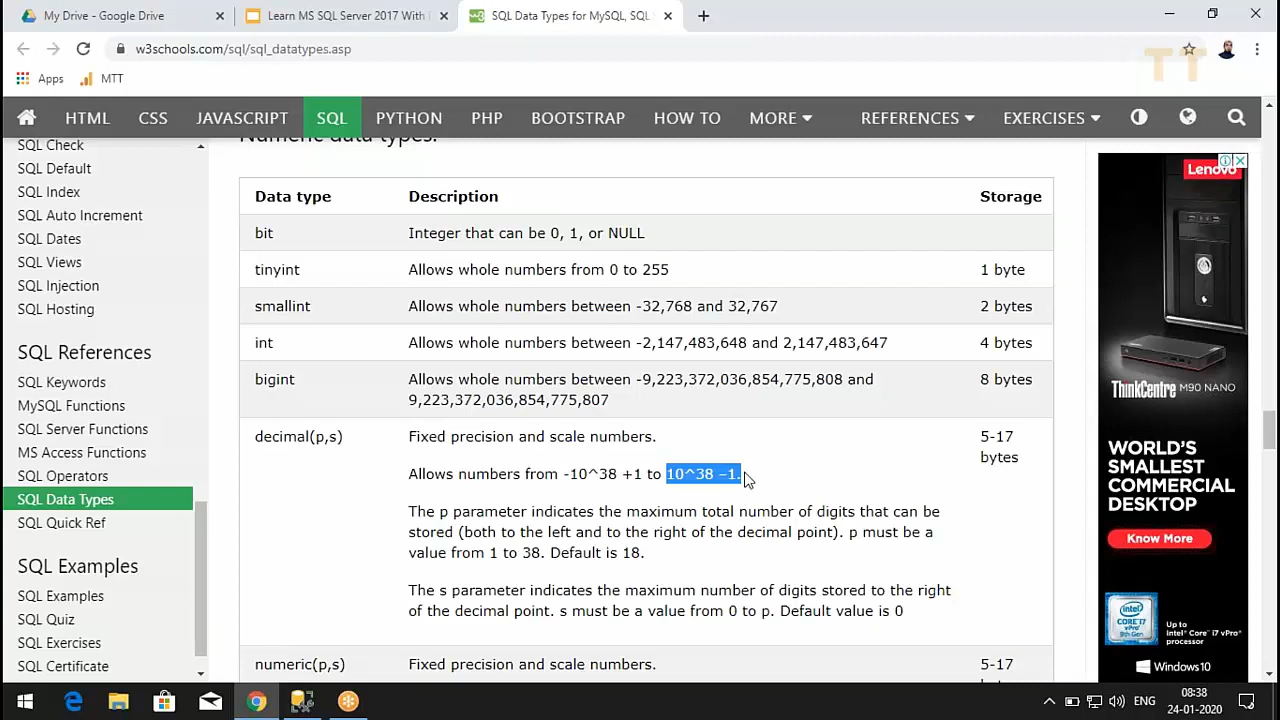 My Drive - Google Drive
Learn MS SQL Server 2017 With
SQL Data Types for MySQL, SQL
w3schools.com/sql/sql_datatypes.asp
Apps
MTT
TT
HTML CSS JAVASCRIPT SQL PYTHON PHP BOOTSTRAP HOW TO MORE REFERENCES EXERCISES
Numeric data types:
SQL Check
SQL Default
SQL Index
SQL Auto Increment
SQL Dates
SQL Views
SQL Injection
SQL Hosting
SQL References
SQL Keywords
MySQL Functions
SQL Server Functions
MS Access Functions
SQL Operators
SQL Data Types
SQL Quick Ref
SQL Examples
SQL Examples
SQL Quiz
SQL Exercises
SQL Certificate
Data type Description Storage
bit Integer that can be 0, 1, or NULL
tinyint Allows whole numbers from 0 to 255 1 byte
smallint Allows whole numbers between -32,768 and 32,767 2 bytes
int Allows whole numbers between -2,147,483,648 and 2,147,483,647 4 bytes
bigint Allows whole numbers between -9,223,372,036,854,775,808 and 8 bytes
9,223,372,036,854,775,807
decimal(p,s) Fixed precision and scale numbers. 5-17
bytes
Allows numbers from -10^38 +1 to 10^38 –1.
The p parameter indicates the maximum total number of digits that can be
stored (both to the left and to the right of the decimal point). p must be a
value from 1 to 38. Default is 18.
The s parameter indicates the maximum number of digits stored to the right
of the decimal point. s must be a value from 0 to p. Default value is 0
numeric(p,s) Fixed precision and scale numbers. 5-17
Lenovo
ThinkCentre M90 NANO
WORLD'S
SMALLEST
COMMERCIAL
DESKTOP
Know More
intel
CORE i7
vPro
9th Gen
Up to
Intel® Core™ i7 vPro®
processor
Windows10
ENG
08:38
24-01-2020